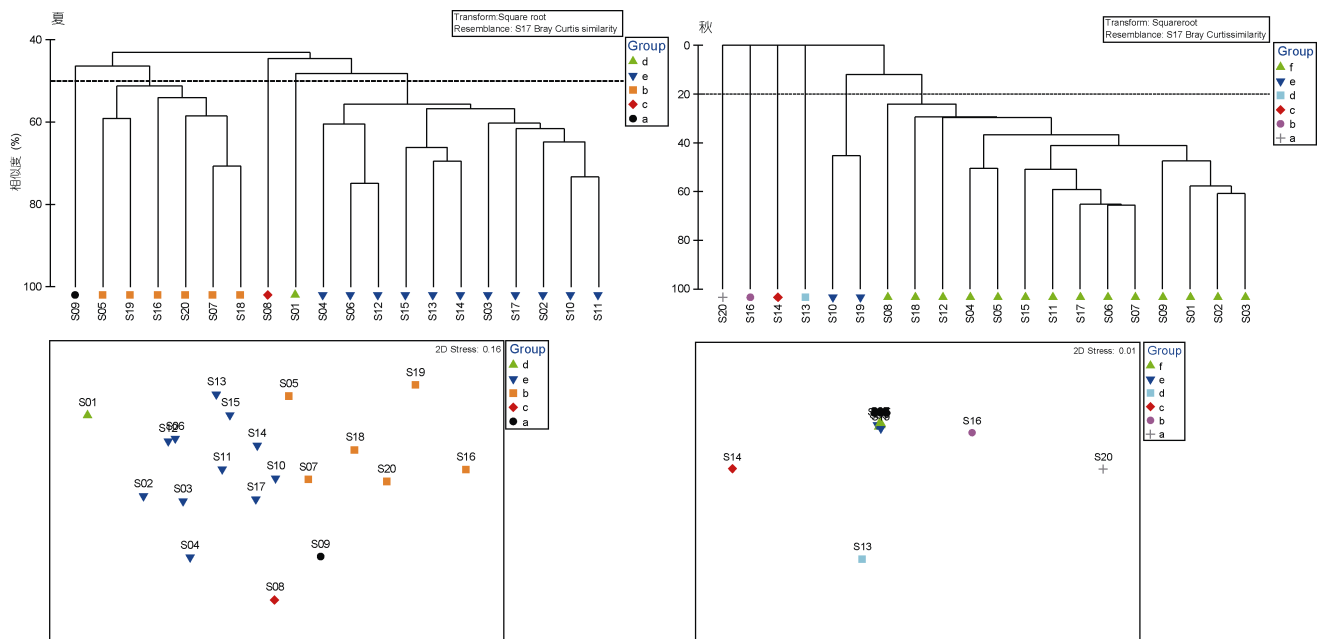 夏
Transform:Square root
Resemblance: S17 Bray Curtis similarity
Group
d
e
b
c
a
相似度 (%)
40
60
80
100
S09
S05
S19
S16
S20
S07
S18
S08
S01
S04
S06
S12
S15
S13
S14
S03
S17
S02
S10
S11
秋
Transform: Squareroot
Resemblance: S17 Bray Curtissimilarity
Group
f
e
d
c
b
a
0
20
40
60
80
100
S20
S16
S14
S13
S10
S19
S08
S18
S12
S04
S05
S15
S11
S17
S06
S07
S09
S01
S02
S03
2D Stress: 0.16
Group
d
e
b
c
a
S19
S13
S05
S01
S15
S12
S06
S14
S18
S11
S10
S07
S20
S16
S02
S03
S17
S04
S09
S08
2D Stress: 0.01
Group
f
e
d
c
b
a
S16
S14
S20
S13